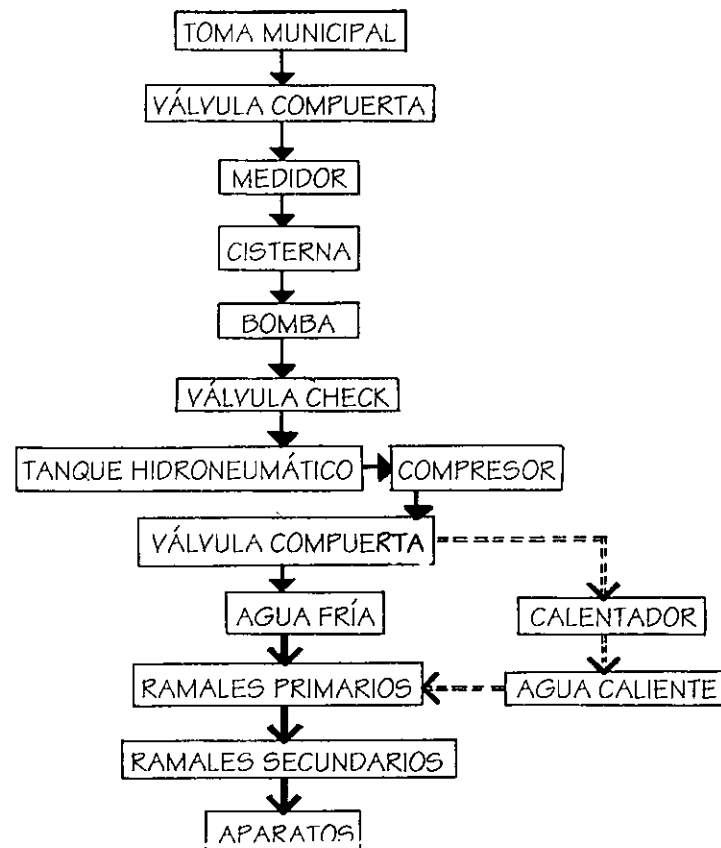 TOMA MUNICIPAL
VÁLVULA COMPUERTA
MEDIDOR
CISTERNA
BOMBA
VÁLVULA CHECK
TANQUE HIDRONEUMÁTICO
COMPRESOR
VÁLVULA COMPUERTA
AGUA FRÍA
CALENTADOR
RAMALES PRIMARIOS
AGUA CALIENTE
RAMALES SECUNDARIOS
APARATOS